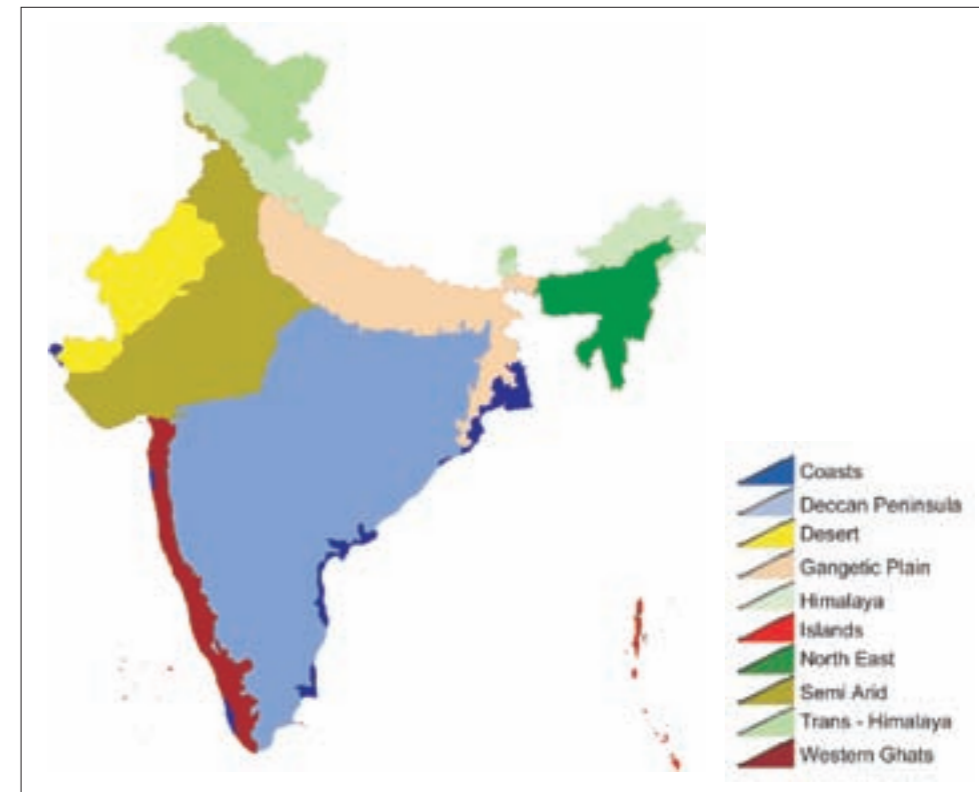 Coasts
Deccan Peninsula
Desert
Gangetic Plain
Himalaya
Islands
North East
Semi Arid
Trans - Himalaya
Western Ghats